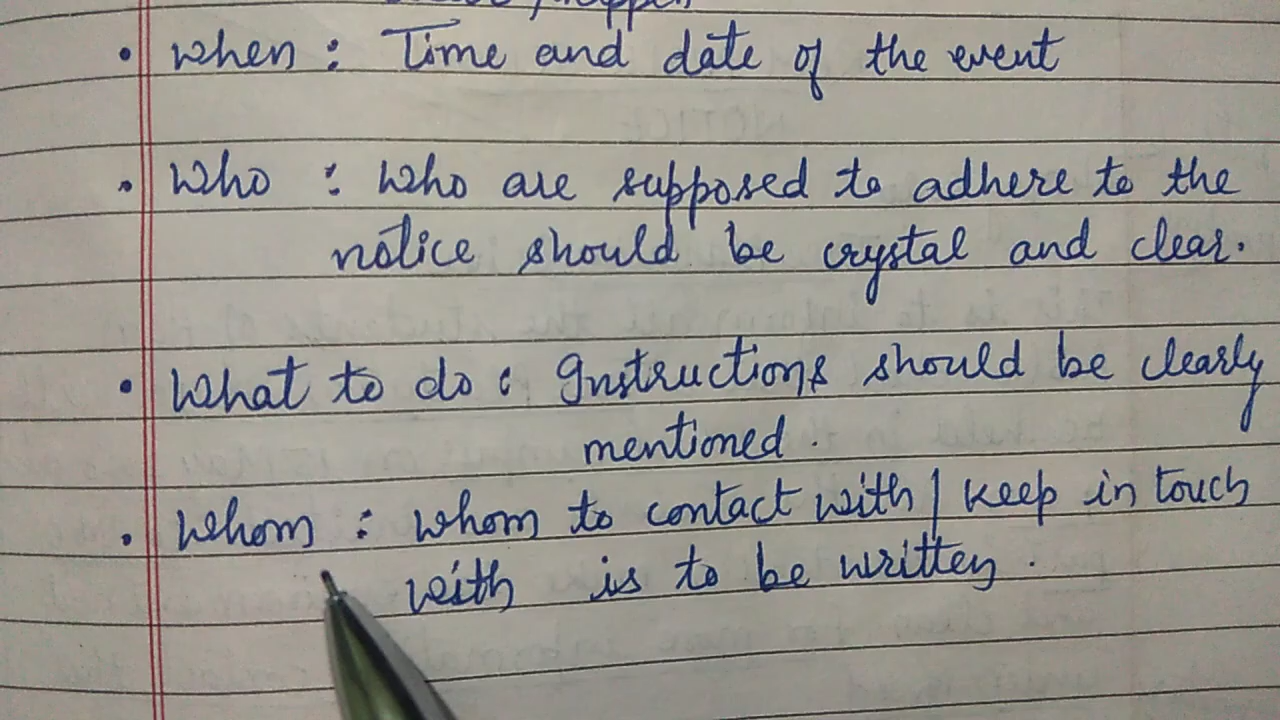 • when : Time and date of the event
• who : who are supposed to adhere to the
notice should be crystal and clear.
• What to do : Instructions should be clearly
mentioned.
• whom : whom to contact with / keep in touch
with is to be written.